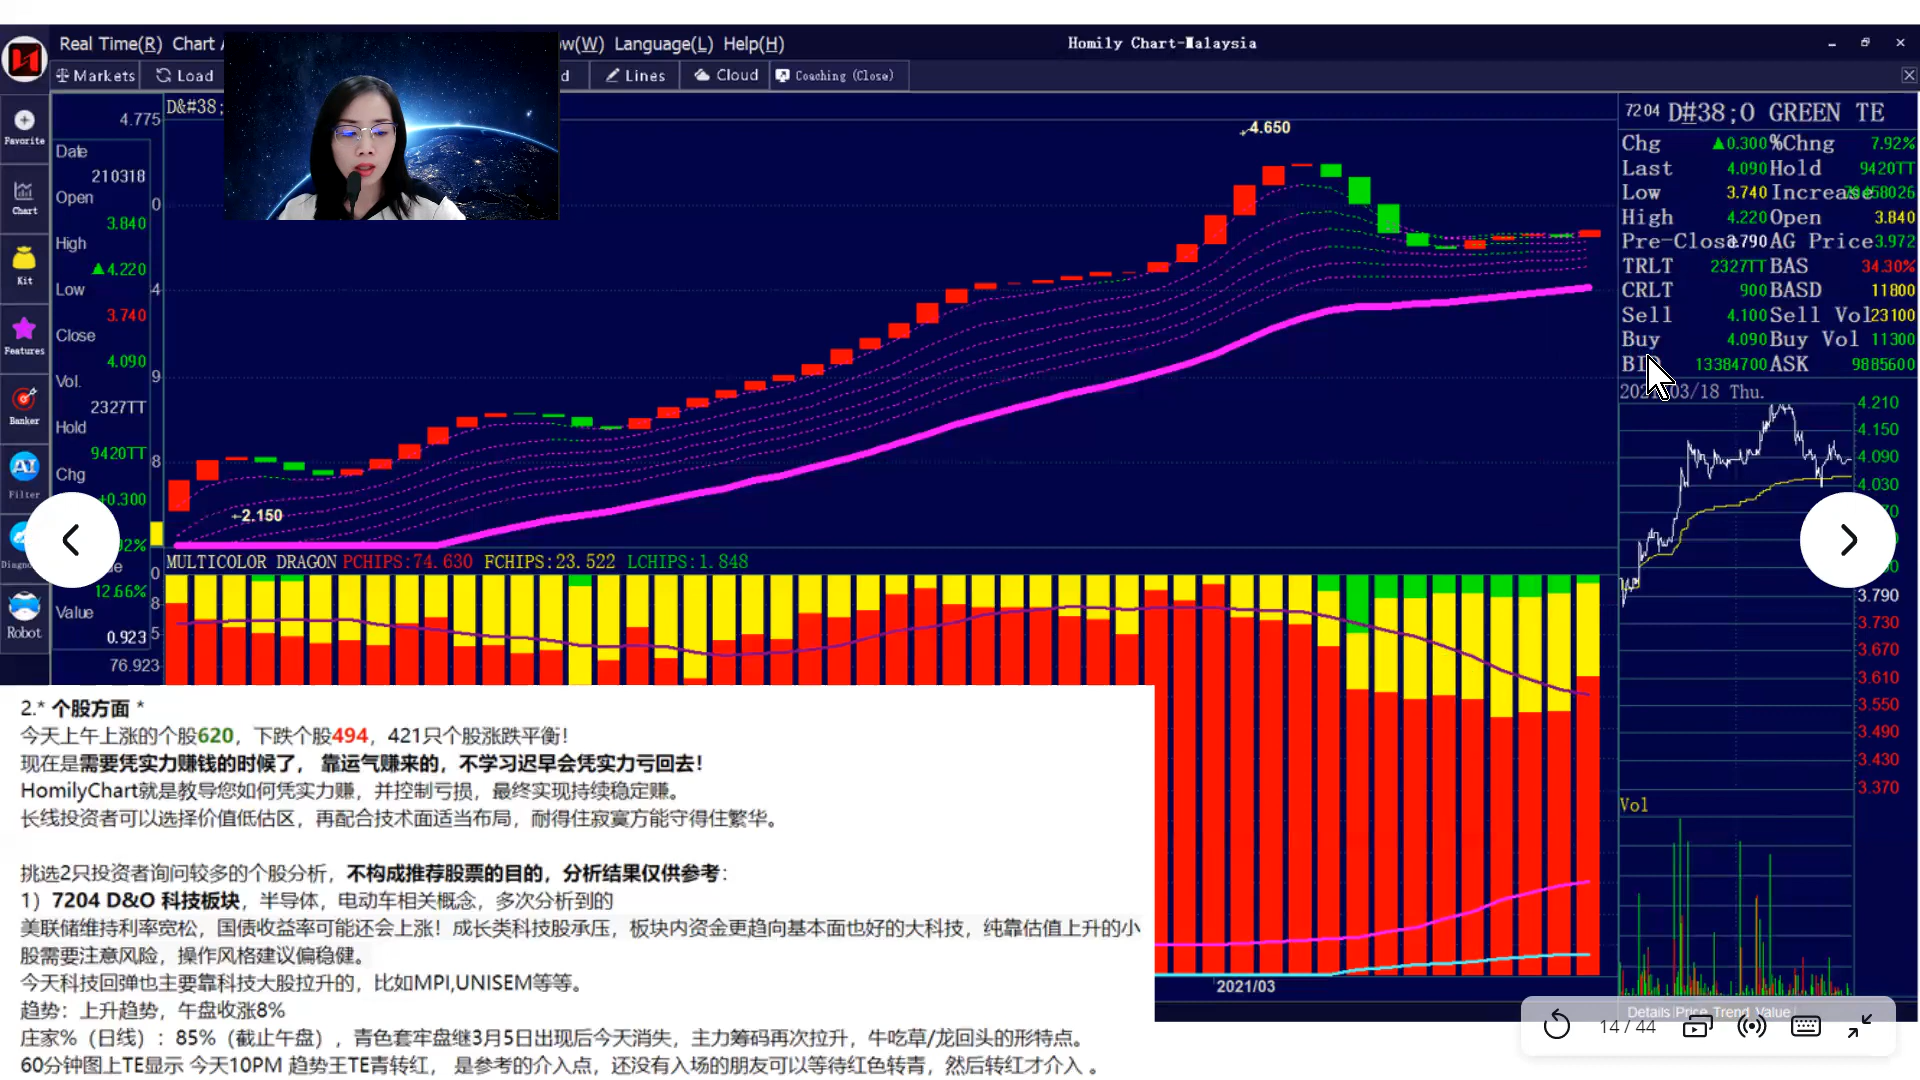 Real Time(R) Chart A
ow(W) Language(L) Help(H)
Homily Chart-Malaysia
Markets
Load
d
Lines
Cloud
Coaching (Close)
Favorite
Chart
Kit
Features
Banker
AI
Filter
Robot
Date
210318
Open
3.840
High
▲4.220
Low
3.740
Close
4.090
Vol.
2327TT
Hold
9420TT
Chg
+0.300
12.66%
Value
0.923
4.775
D&#38;
0
4
9
8
4.650
2.150
MULTICOLOR DRAGON PCHIPS:74.630 FCHIPS:23.522 LCHIPS:1.848
0
8
5
76.923
2021/03
7204 D#38;O GREEN TE
Chg ▲0.300 %Chng 7.92%
Last 4.090 Hold 9420TT
Low 3.740 Increase
High 4.220 Open 3.840
Pre-Close 3.790 AG Price 3.972
TRLT 2327TT BAS 34.30%
CRLT 900 BASD 11800
Sell 4.100 Sell Vol 23100
Buy 4.090 Buy Vol 11300
13384700 ASK 9885600
03/18 Thu.
4.210
4.150
4.090
4.030
3.790
3.730
3.670
3.610
3.550
3.490
3.430
3.370
Vol
Details Price Trend Value
14 / 44
2.* 个股方面 *
今天上午上涨的个股620，下跌个股494，421只个股涨跌平衡！
现在是需要凭实力赚钱的时候了， 靠运气赚来的，不学习迟早会凭实力亏回去！
HomilyChart就是教导您如何凭实力赚，并控制亏损，最终实现持续稳定赚。
长线投资者可以选择价值低估区，再配合技术面适当布局，耐得住寂寞方能守得住繁华。
挑选2只投资者询问较多的个股分析，不构成推荐股票的目的，分析结果仅供参考：
1）7204 D&O 科技板块，半导体，电动车相关概念，多次分析到的
美联储维持利率宽松，国债收益率可能还会上涨！成长类科技股承压，板块内资金更趋向基本面也好的大科技，纯靠估值上升的小
股需要注意风险，操作风格建议偏稳健。
今天科技回弹也主要靠科技大股拉升的，比如MPI,UNISEM等等。
趋势：上升趋势，午盘收涨8%
庄家%（日线）：85%（截止午盘），青色套牢盘继3月5日出现后今天消失，主力筹码再次拉升，牛吃草/龙回头的形特点。
60分钟图上TE显示 今天10PM 趋势王TE青转红， 是参考的介入点，还没有入场的朋友可以等待红色转青，然后转红才介入 。